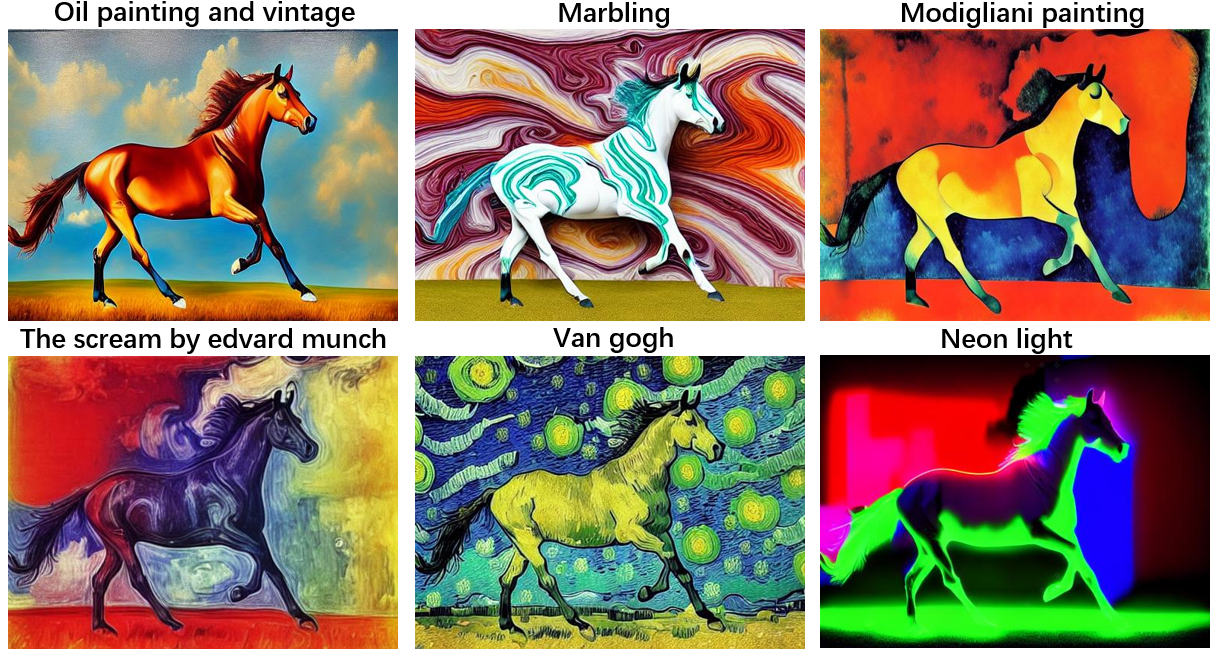 Oil painting and vintage
Marbling
Modigliani painting
The scream by edvard munch
Van gogh
Neon light